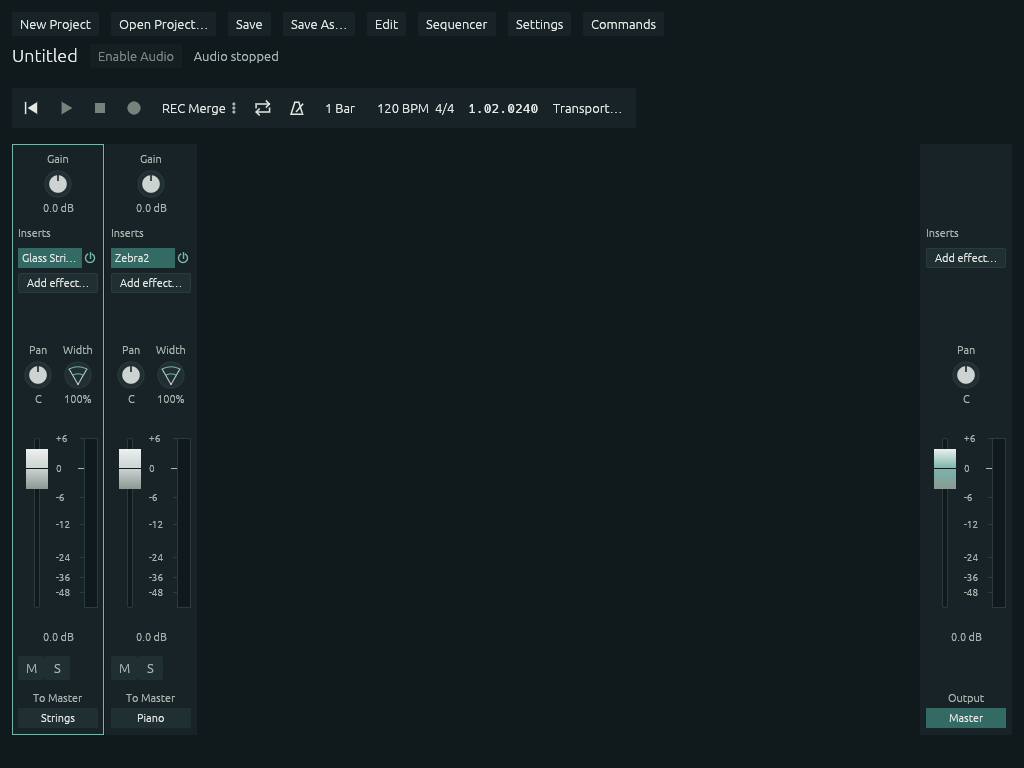 New Project Open Project... Save Save As... Edit Sequencer Settings Commands
Untitled Enable Audio Audio stopped
REC Merge 1 Bar 120 BPM 4/4 1.02.0240 Transport...
Gain Gain
0.0 dB 0.0 dB
Inserts Inserts Inserts
Glass Stri... Zebra2 Add effect...
Add effect... Add effect...
Pan Width Pan Width Pan
C 100% C 100% C
+6 +6 +6
0 0 0
-6 -6 -6
-12 -12 -12
-24 -24 -24
-36 -36 -36
-48 -48 -48
0.0 dB 0.0 dB 0.0 dB
M S M S
To Master To Master Output
Strings Piano Master